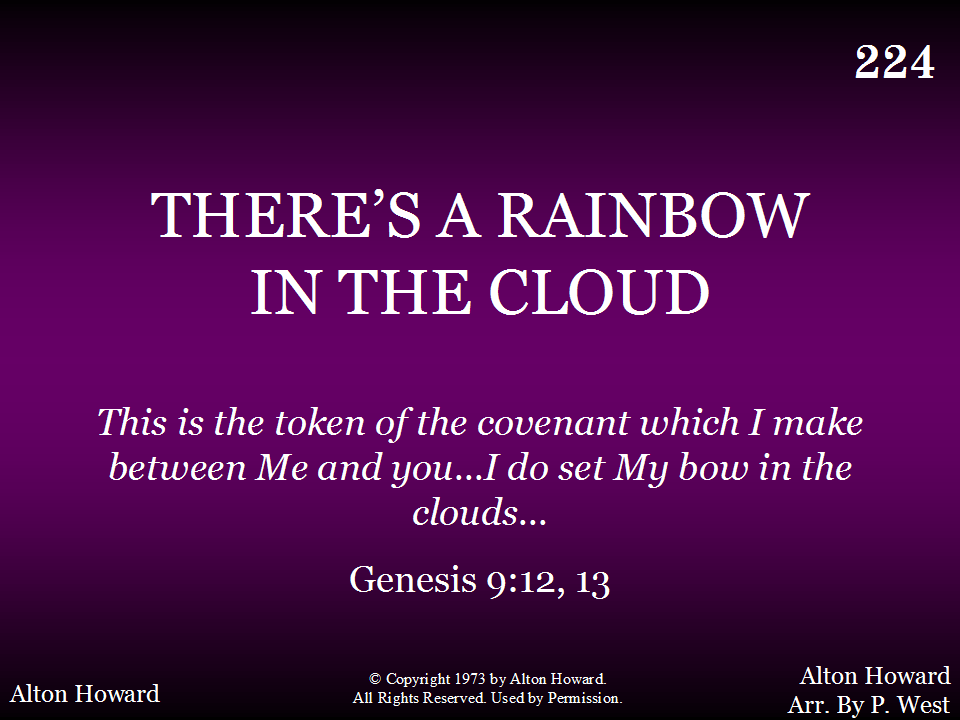 224
THERE’S A RAINBOW
IN THE CLOUD
This is the token of the covenant which I make
between Me and you...I do set My bow in the
clouds...
Genesis 9:12, 13
Alton Howard
© Copyright 1973 by Alton Howard.
All Rights Reserved. Used by Permission.
Alton Howard
Arr. By P. West